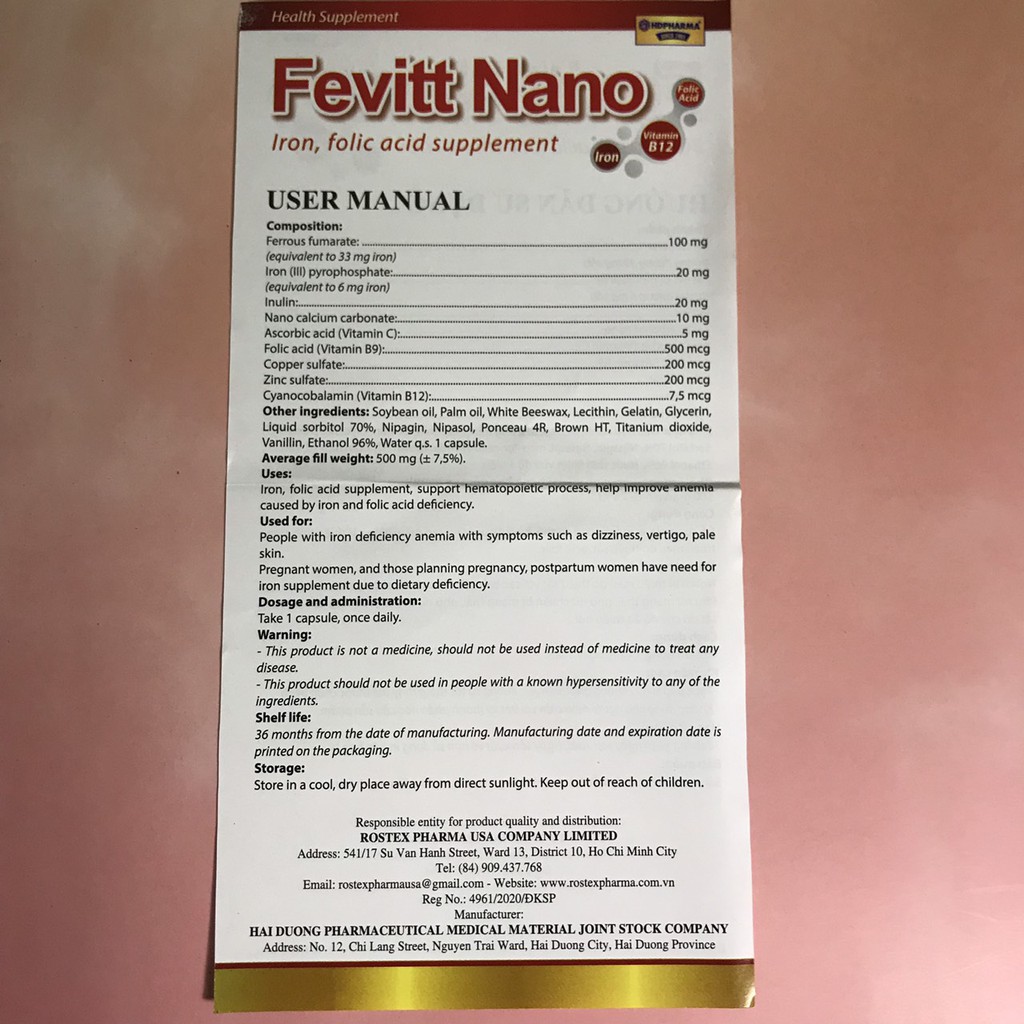 Health Supplement
HDPHARMA
Fevitt Nano
Folic Acid
Vitamin B12
Iron
Iron, folic acid supplement
USER MANUAL
Composition:
Ferrous fumarate: ........................................100 mg
(equivalent to 33 mg iron)
Iron (III) pyrophosphate:........................................20 mg
(equivalent to 6 mg iron)
Inulin:........................................20 mg
Nano calcium carbonate:........................................10 mg
Ascorbic acid (Vitamin C):........................................5 mg
Folic acid (Vitamin B9):........................................500 mcg
Copper sulfate:........................................200 mcg
Zinc sulfate:........................................200 mcg
Cyanocobalamin (Vitamin B12):........................................7,5 mcg
Other ingredients: Soybean oil, Palm oil, White Beeswax, Lecithin, Gelatin, Glycerin,
Liquid sorbitol 70%, Nipagin, Nipasol, Ponceau 4R, Brown HT, Titanium dioxide,
Vanillin, Ethanol 96%, Water q.s. 1 capsule.
Average fill weight: 500 mg (± 7,5%).
Uses:
Iron, folic acid supplement, support hematopoietic process, help improve anemia
caused by iron and folic acid deficiency.
Used for:
People with iron deficiency anemia with symptoms such as dizziness, vertigo, pale
skin.
Pregnant women, and those planning pregnancy, postpartum women have need for
iron supplement due to dietary deficiency.
Dosage and administration:
Take 1 capsule, once daily.
Warning:
- This product is not a medicine, should not be used instead of medicine to treat any
disease.
- This product should not be used in people with a known hypersensitivity to any of the
ingredients.
Shelf life:
36 months from the date of manufacturing. Manufacturing date and expiration date is
printed on the packaging.
Storage:
Store in a cool, dry place away from direct sunlight. Keep out of reach of children.
Responsible entity for product quality and distribution:
ROSTEX PHARMA USA COMPANY LIMITED
Address: 541/17 Su Van Hanh Street, Ward 13, District 10, Ho Chi Minh City
Tel: (84) 909.437.768
Email: rostexpharmausa@gmail.com - Website: www.rostexpharma.com.vn
Reg No.: 4961/2020/ĐKSP
Manufacturer:
HAI DUONG PHARMACEUTICAL MEDICAL MATERIAL JOINT STOCK COMPANY
Address: No. 12, Chi Lang Street, Nguyen Trai Ward, Hai Duong City, Hai Duong Province